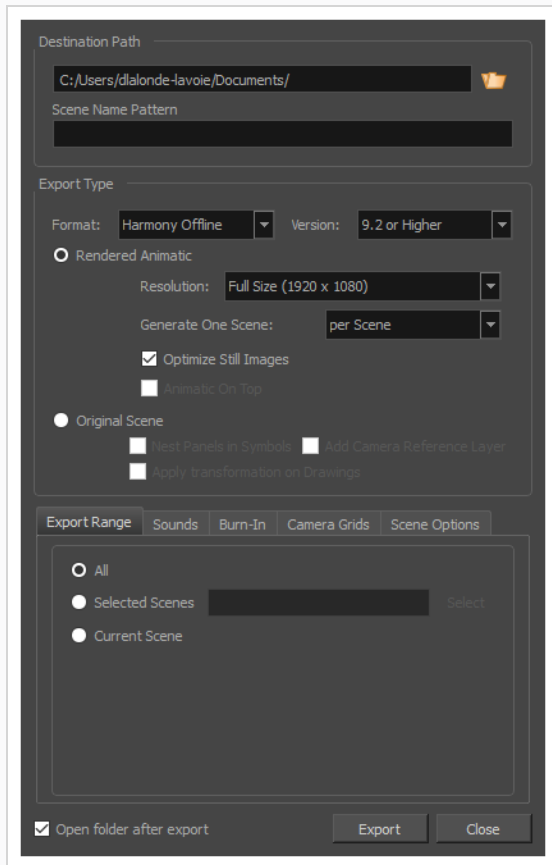 Destination Path
C:/Users/dlalonde-lavoie/Documents/
Scene Name Pattern
Export Type
Format: Harmony Offline Version: 9.2 or Higher
Rendered Animatic
Resolution: Full Size (1920 x 1080)
Generate One Scene: per Scene
Optimize Still Images
Animatic On Top
Original Scene
Nest Panels in Symbols Add Camera Reference Layer
Apply transformation on Drawings
Export Range Sounds Burn-In Camera Grids Scene Options
All
Selected Scenes Select
Current Scene
Open folder after export Export Close